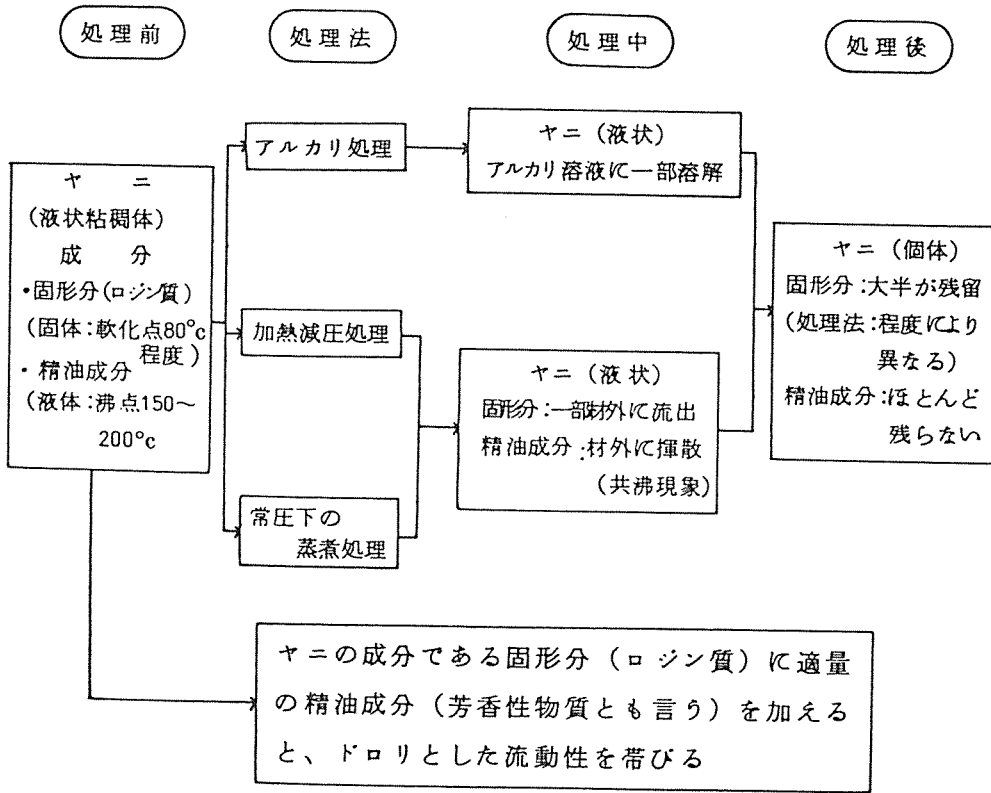 処理前
処理法
処理中
処理後
ヤニ
(液状粘稠体)
成分
・固形分(ロジン質)
(固体:軟化点80°c
程度)
・精油成分
(液体:沸点150～
200°c
アルカリ処理
加熱減圧処理
常圧下の
蒸煮処理
ヤニ(液状)
アルカリ溶液に一部溶解
ヤニ(液状)
固形分:一部材外に流出
精油成分:材外に揮散
(共沸現象)
ヤニ(個体)
固形分:大半が残留
(処理法:程度により
異なる)
精油成分:ほとんど
残らない
ヤニの成分である固形分(ロジン質)に適量
の精油成分(芳香性物質とも言う)を加える
と、ドロリとした流動性を帯びる